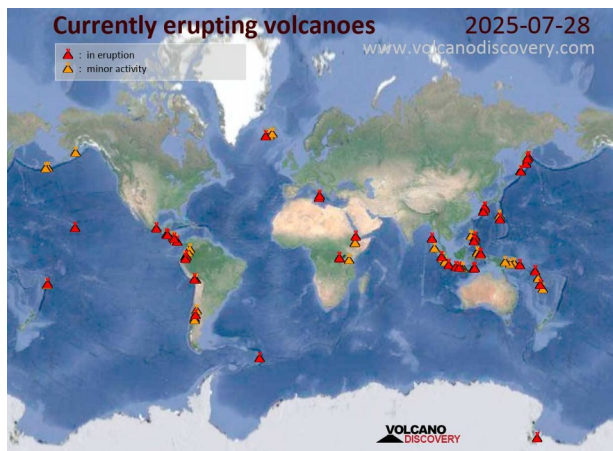 Currently erupting volcanoes 2025-07-28
www.volcanodiscovery.com
: in eruption
: minor activity
VOLCANO
DISCOVERY